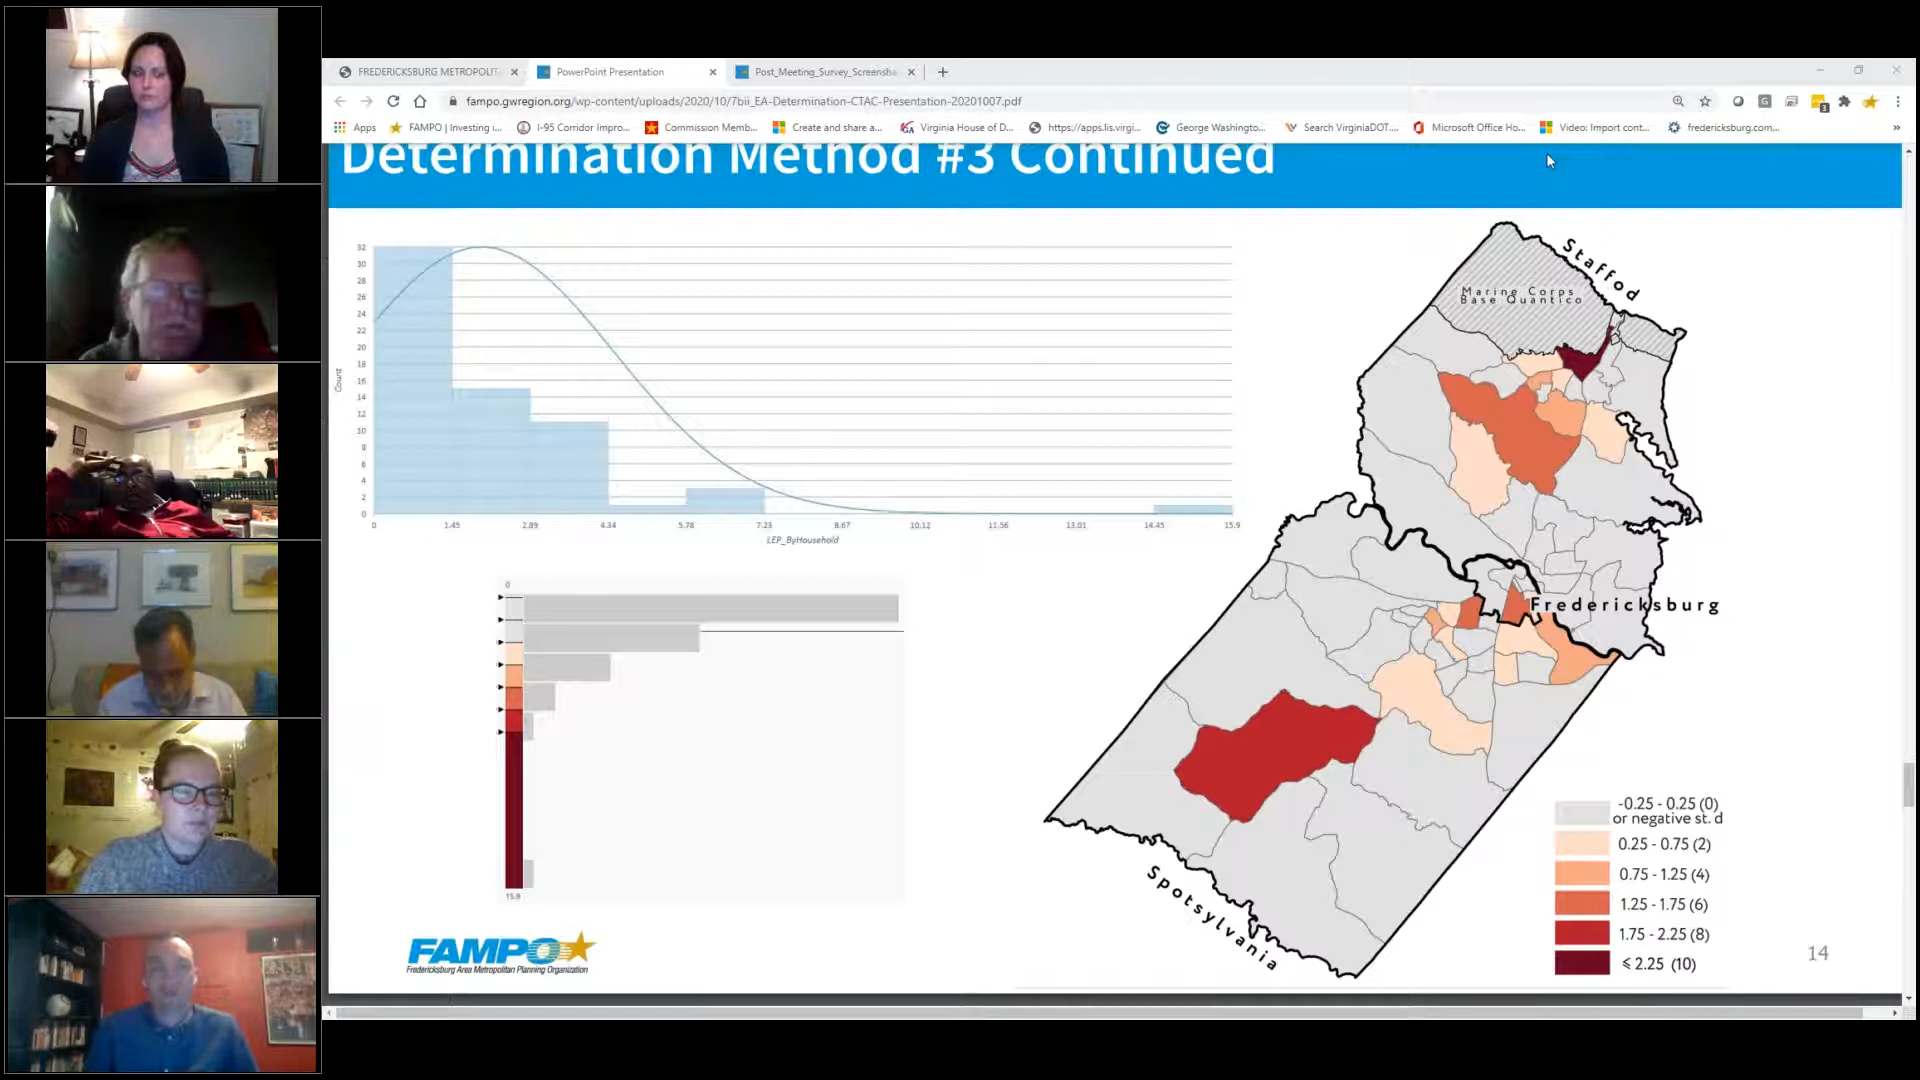 FREDERICKSBURG METROPOLIT
PowerPoint Presentation
Post_Meeting_Survey_Screensha
fampo.gwregion.org/wp-content/uploads/2020/10/7bii_EA-Determination-CTAC-Presentation-20201007.pdf
3
Apps
FAMPO | Investing i...
I-95 Corridor Impro...
Commission Memb...
Create and share a...
Virginia House of D...
https://apps.lis.virgi...
George Washingto...
Search VirginiaDOT....
Microsoft Office Ho...
Video: Import cont...
fredericksburg.com...
Determination Method #3 Continued
32
30
28
26
24
22
20
18
16
14
12
10
8
6
4
2
0
Count
0 1.45 2.89 4.34 5.78 7.23 8.67 10.12 11.56 13.01 14.45 15.9
LEP_ByHousehold
0
15.9
Staffod
Marine Corps
Base Quantico
Fredericksburg
Spotsylvania
-0.25 - 0.25 (0)
or negative st. d
0.25 - 0.75 (2)
0.75 - 1.25 (4)
1.25 - 1.75 (6)
1.75 - 2.25 (8)
⩽ 2.25 (10)
FAMPO
Fredericksburg Area Metropolitan Planning Organization
14